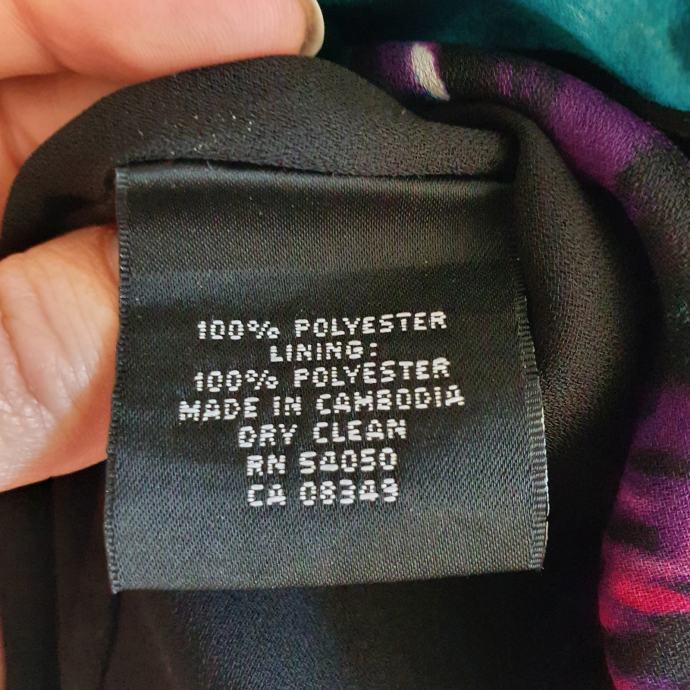 100% POLYESTER
LINING:
100% POLYESTER
MADE IN CAMBODIA
DRY CLEAN
RN 54050
CA 08349